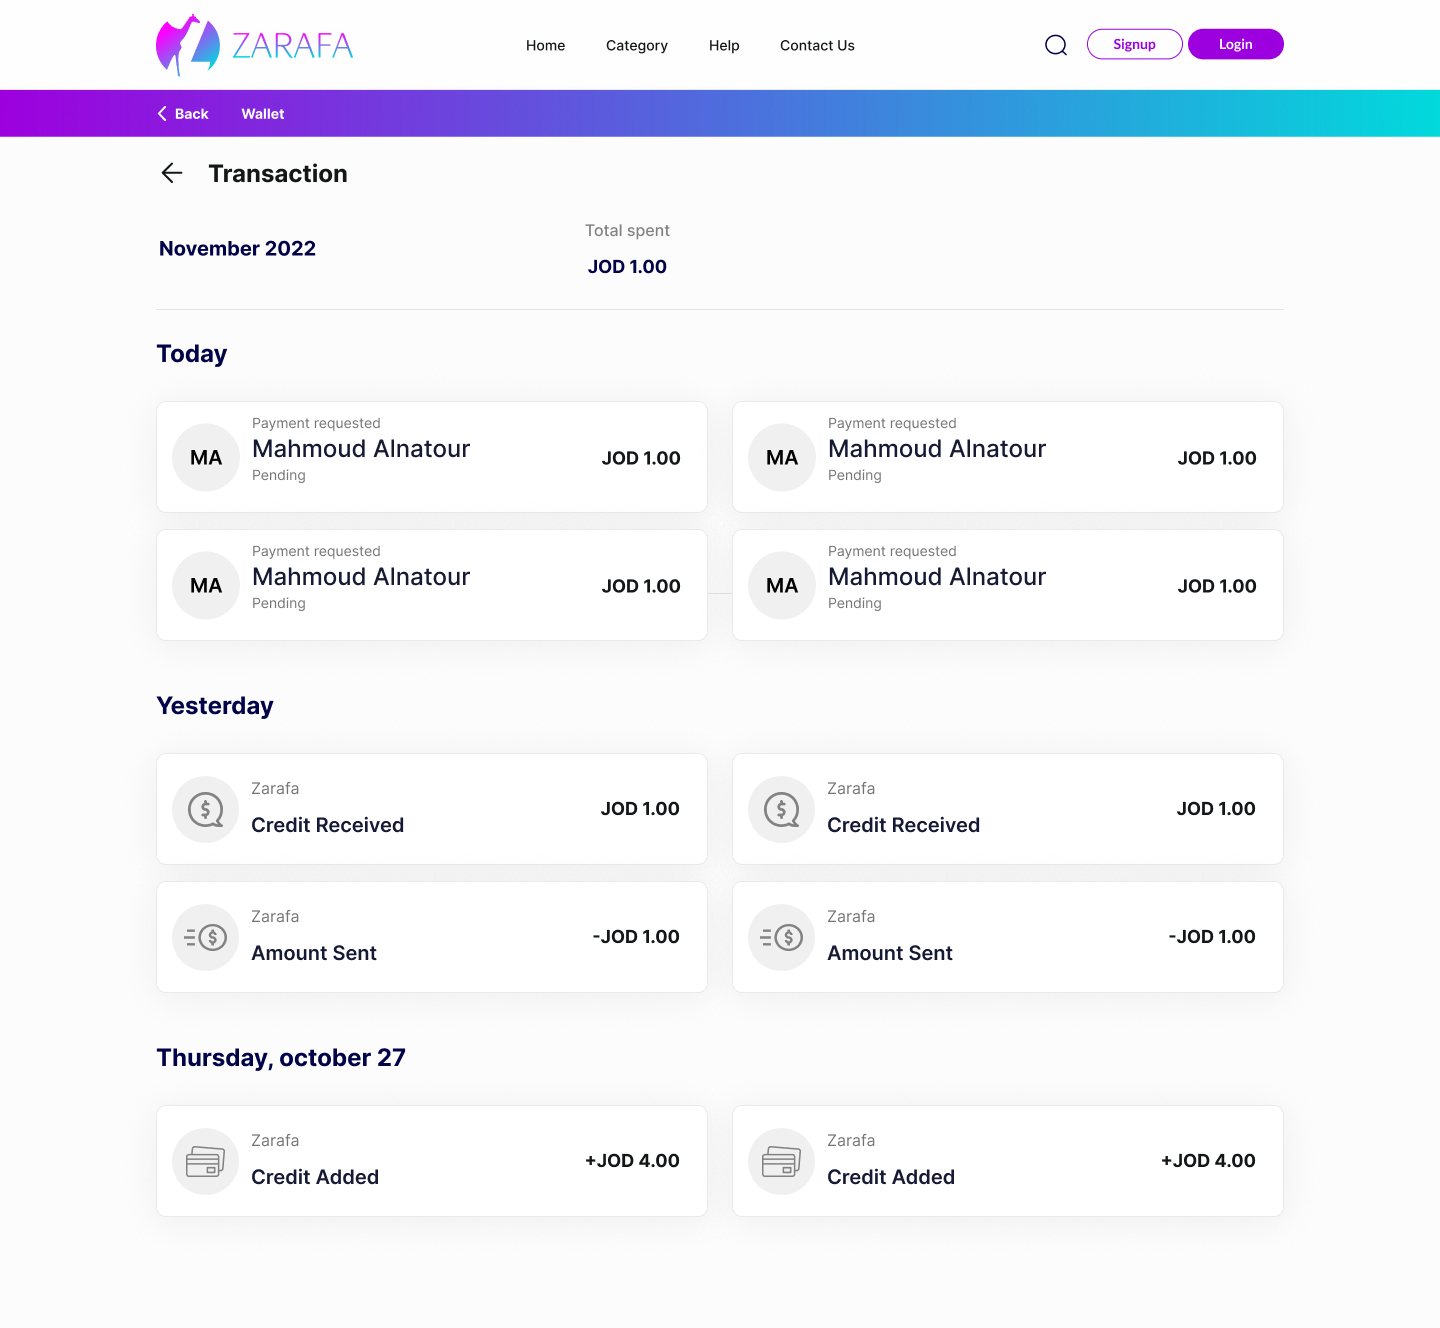 ZARAFA
Home
Category
Help
Contact Us
Signup
Login
Back
Wallet
Transaction
November 2022
Total spent
JOD 1.00
Today
MA
Payment requested
Mahmoud Alnatour
Pending
JOD 1.00
MA
Payment requested
Mahmoud Alnatour
Pending
JOD 1.00
MA
Payment requested
Mahmoud Alnatour
Pending
JOD 1.00
MA
Payment requested
Mahmoud Alnatour
Pending
JOD 1.00
Yesterday
$
Zarafa
Credit Received
JOD 1.00
$
Zarafa
Credit Received
JOD 1.00
$
Zarafa
Amount Sent
-JOD 1.00
$
Zarafa
Amount Sent
-JOD 1.00
Thursday, october 27
Zarafa
Credit Added
+JOD 4.00
Zarafa
Credit Added
+JOD 4.00